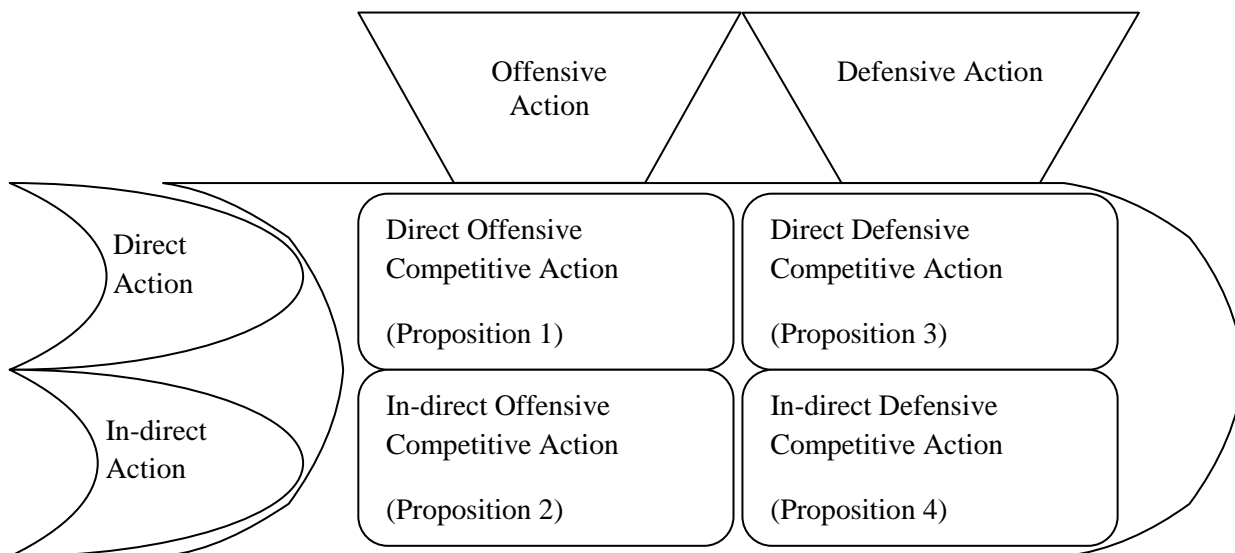 Offensive
Action
Defensive Action
Direct
Action
Direct Offensive
Competitive Action
(Proposition 1)
Direct Defensive
Competitive Action
(Proposition 3)
In-direct
Action
In-direct Offensive
Competitive Action
(Proposition 2)
In-direct Defensive
Competitive Action
(Proposition 4)